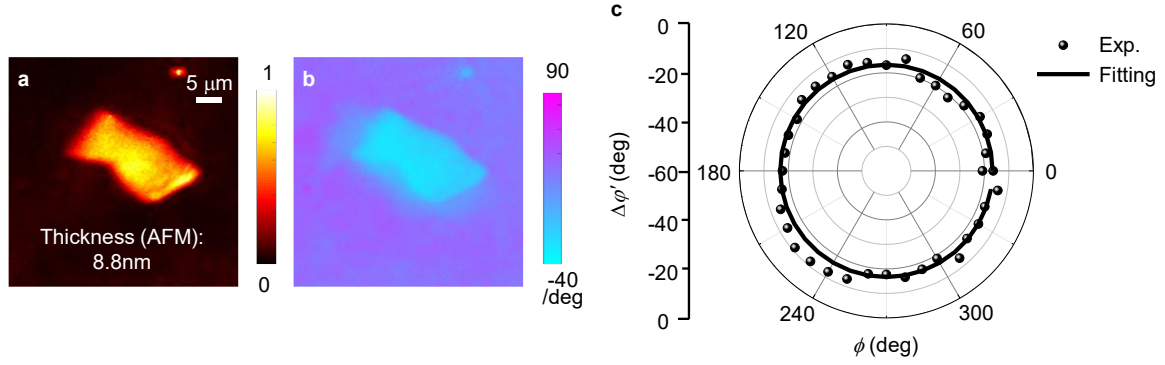 a
5 μm
Thickness (AFM):
8.8nm
1
0
b
90
-40
/deg
c
0
-20
-40
-60
-40
-20
0
Δφ′ (deg)
120
60
180
0
240
300
ϕ (deg)
Exp.
Fitting